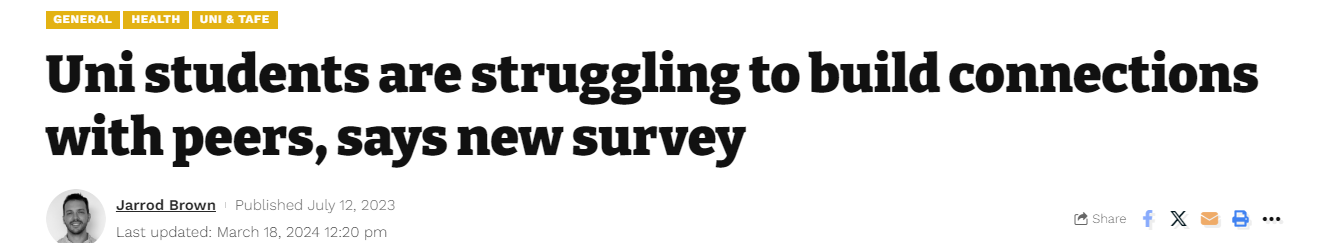 GENERAL HEALTH UNI & TAFE
Uni students are struggling to build connections
with peers, says new survey
Jarrod Brown Published July 12, 2023
Last updated: March 18, 2024 12:20 pm
Share